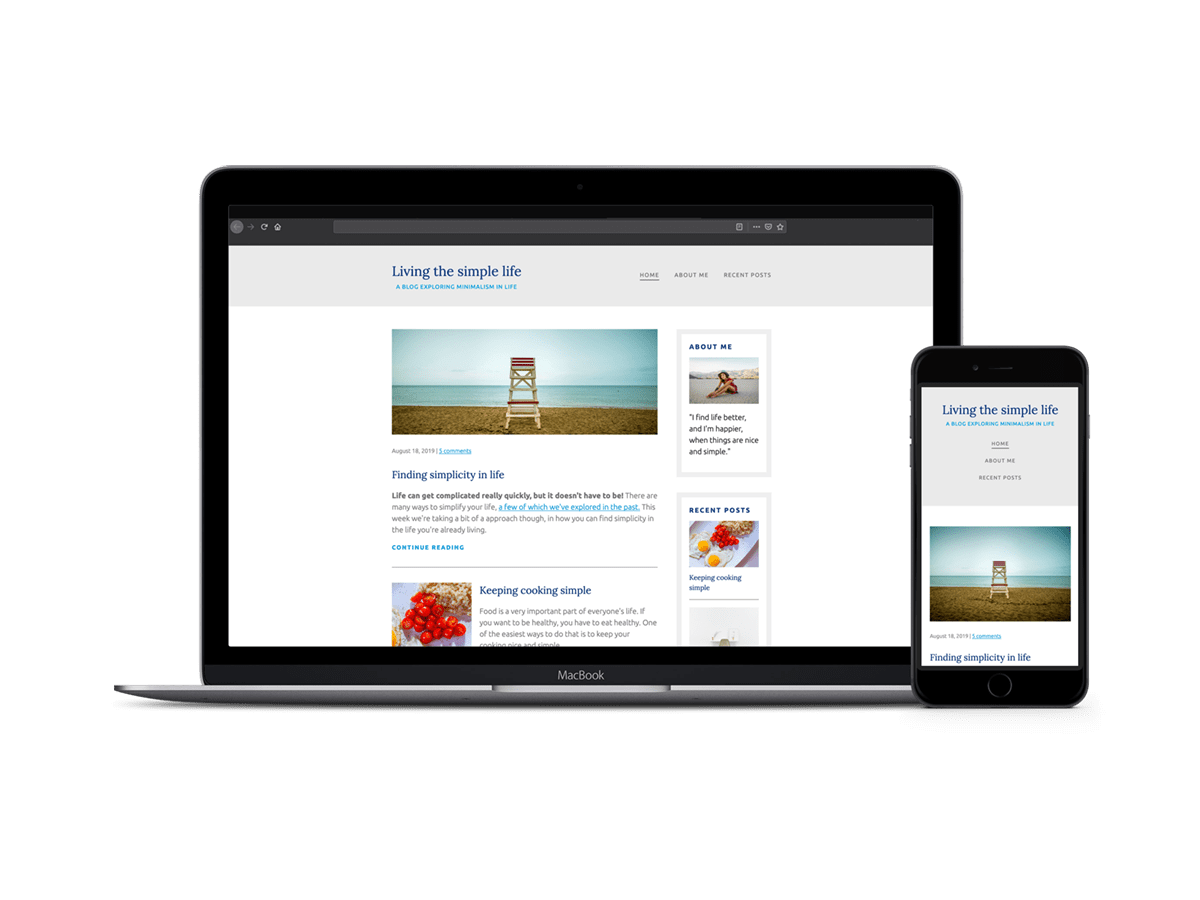 Living the simple life
A BLOG EXPLORING MINIMALISM IN LIFE
HOME ABOUT ME RECENT POSTS
August 18, 2019 | 5 comments
Finding simplicity in life
Life can get complicated really quickly, but it doesn't have to be! There are
many ways to simplify your life, a few of which we've explored in the past. This
week we're taking a bit of a approach though, in how you can find simplicity in
the life you're already living.
CONTINUE READING
Keeping cooking simple
Food is a very important part of everyone's life. If
you want to be healthy, you have to eat healthy. One
of the easiest ways to do that is to keep your
cooking nice and simple.
ABOUT ME
"I find life better,
and I'm happier,
when things are nice
and simple."
RECENT POSTS
Keeping cooking
simple
MacBook
Living the simple life
A BLOG EXPLORING MINIMALISM IN LIFE
HOME
ABOUT ME
RECENT POSTS
August 18, 2019 | 5 comments
Finding simplicity in life